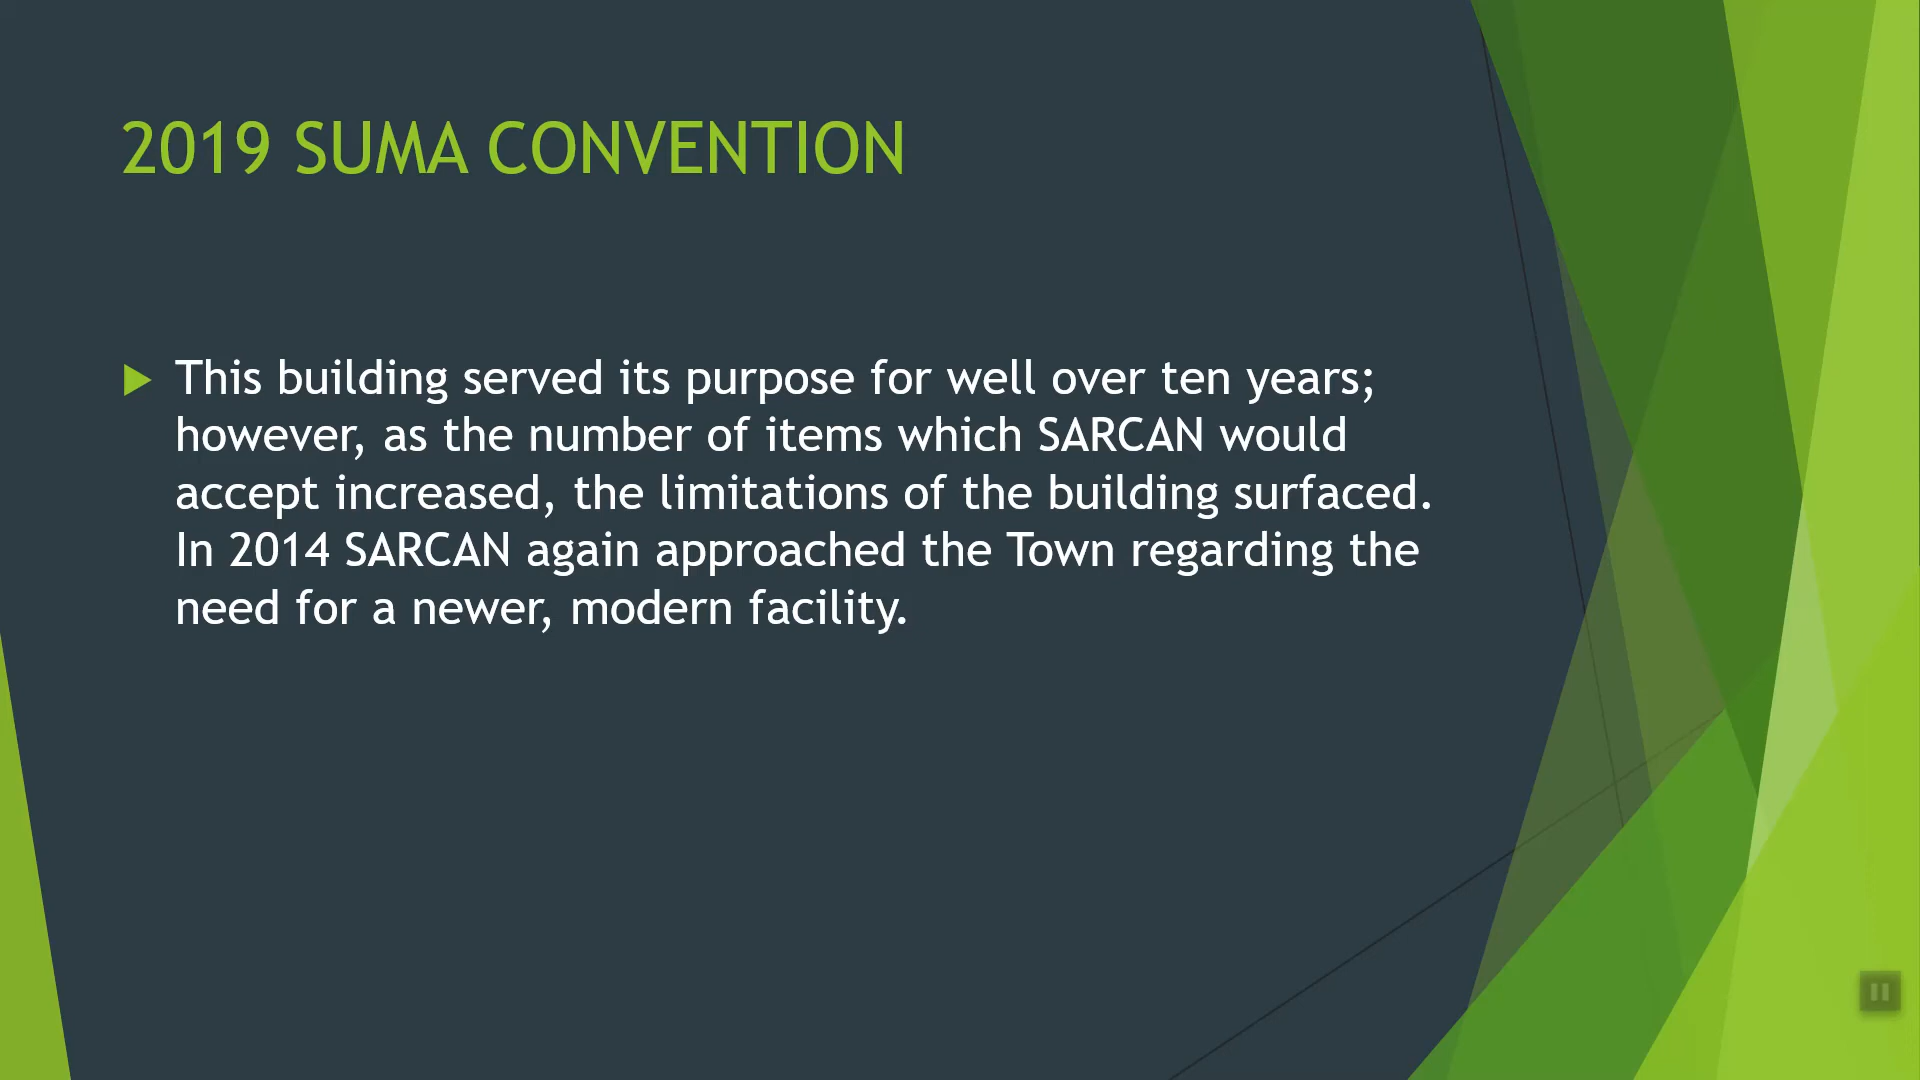 2019 SUMA CONVENTION
This building served its purpose for well over ten years;
however, as the number of items which SARCAN would
accept increased, the limitations of the building surfaced.
In 2014 SARCAN again approached the Town regarding the
need for a newer, modern facility.